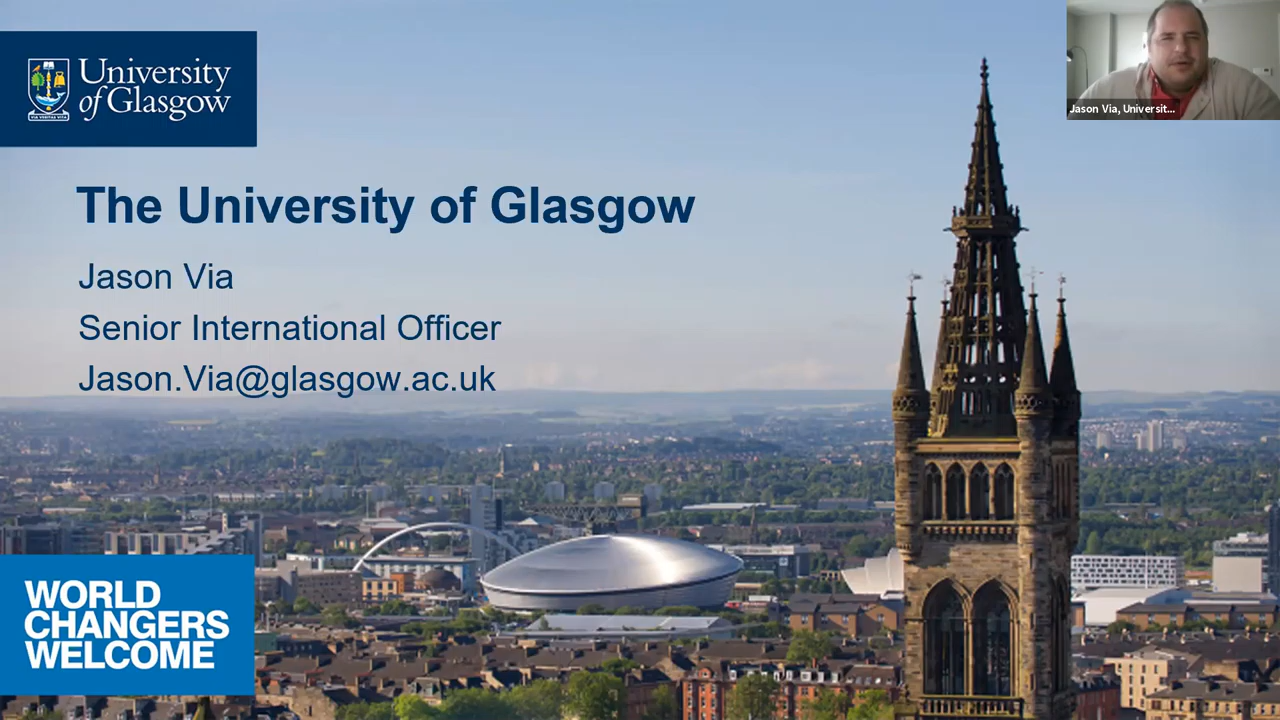 University
of Glasgow
VIA VERITAS VITA
The University of Glasgow
Jason Via
Senior International Officer
Jason.Via@glasgow.ac.uk
WORLD
CHANGERS
WELCOME
Jason Via, Universit...